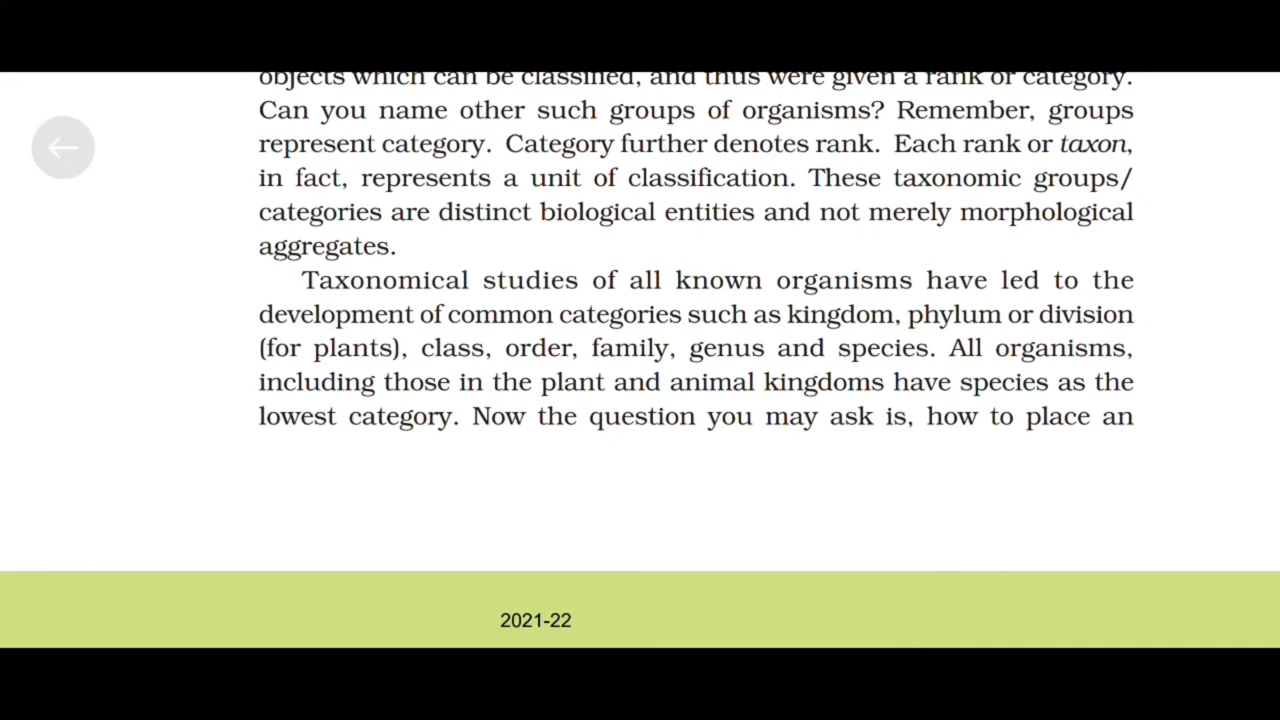 objects which can be classified, and thus were given a rank or category.
Can you name other such groups of organisms? Remember, groups
represent category. Category further denotes rank. Each rank or taxon,
in fact, represents a unit of classification. These taxonomic groups/
categories are distinct biological entities and not merely morphological
aggregates.
Taxonomical studies of all known organisms have led to the
development of common categories such as kingdom, phylum or division
(for plants), class, order, family, genus and species. All organisms,
including those in the plant and animal kingdoms have species as the
lowest category. Now the question you may ask is, how to place an
2021-22